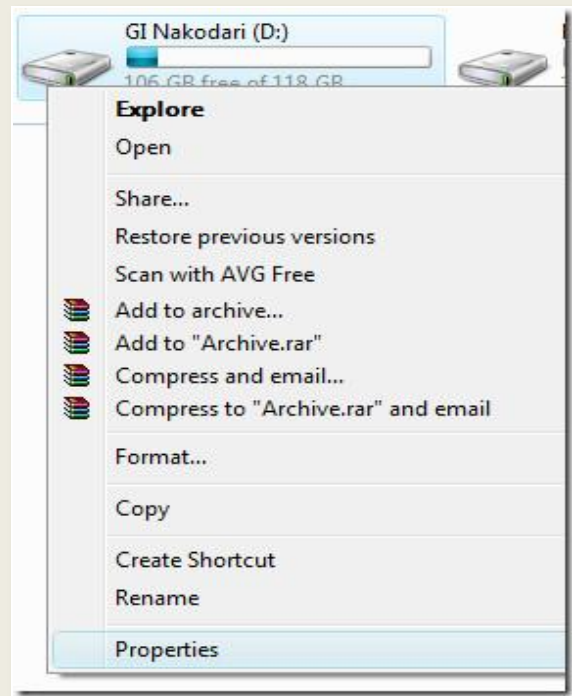 GI Nakodari (D:)
106 GB free of 118 GB
Explore
Open
Share...
Restore previous versions
Scan with AVG Free
Add to archive...
Add to "Archive.rar"
Compress and email...
Compress to "Archive.rar" and email
Format...
Copy
Create Shortcut
Rename
Properties